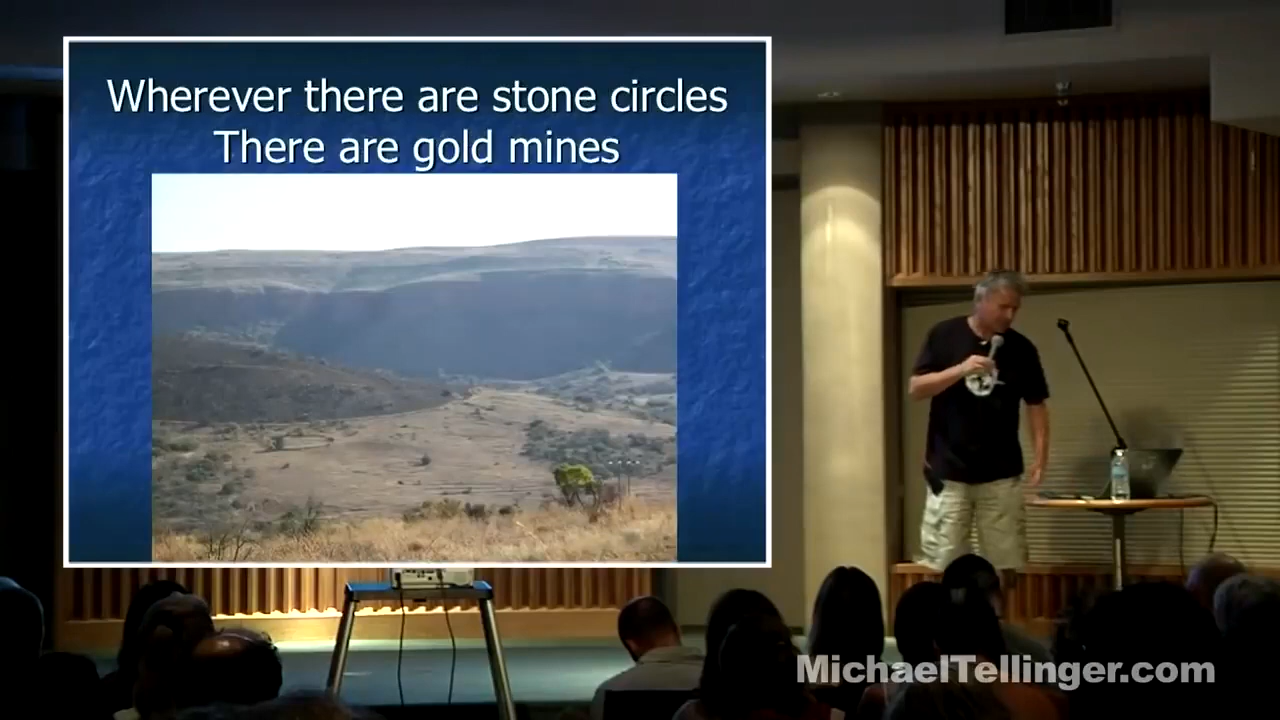 Wherever there are stone circles
There are gold mines
MichaelTellinger.com